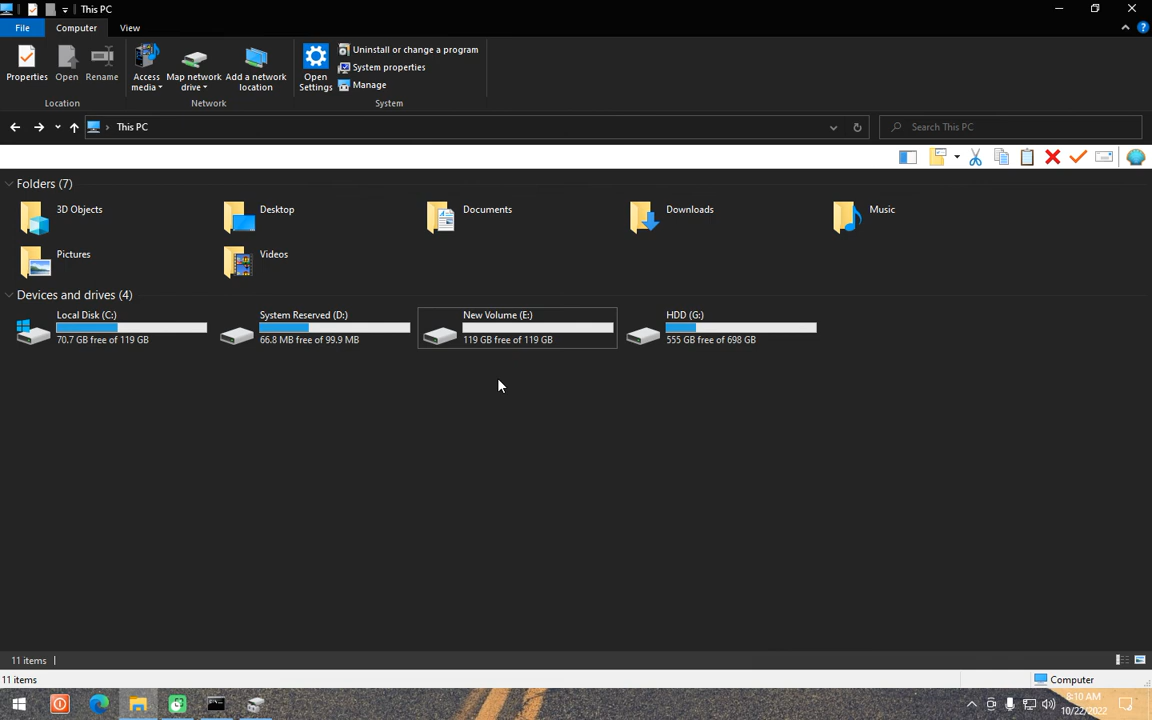 This PC
File
Computer
View
Properties
Open
Rename
Access media
Map network drive
Add a network location
Open Settings
Uninstall or change a program
System properties
Manage
Location
Network
System
This PC
Search This PC
Folders (7)
3D Objects
Desktop
Documents
Downloads
Music
Pictures
Videos
Devices and drives (4)
Local Disk (C:)
70.7 GB free of 119 GB
System Reserved (D:)
66.8 MB free of 99.9 MB
New Volume (E:)
119 GB free of 119 GB
HDD (G:)
555 GB free of 698 GB
11 items
11 items
Computer
8:10 AM
10/22/2022